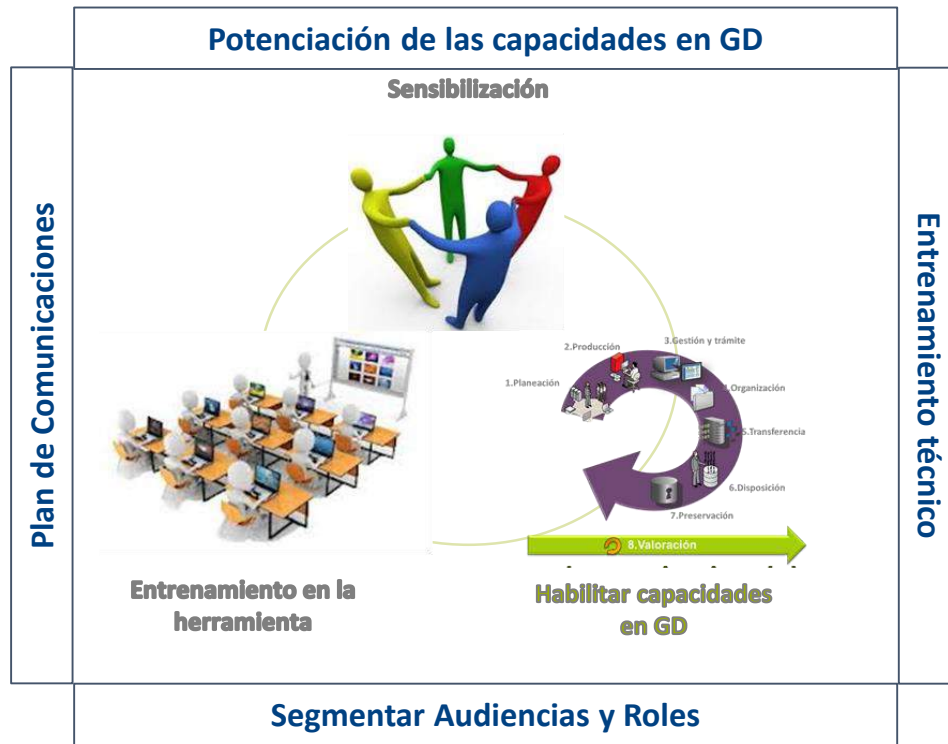 Potenciación de las capacidades en GD
Sensibilización
Plan de Comunicaciones
Entrenamiento técnico
1.Planeación
2.Producción
3.Gestión y trámite
.Organización
5.Transferencia
6.Disposición
7.Preservación
8.Valoración
Entrenamiento en la
herramienta
Habilitar capacidades
en GD
Segmentar Audiencias y Roles